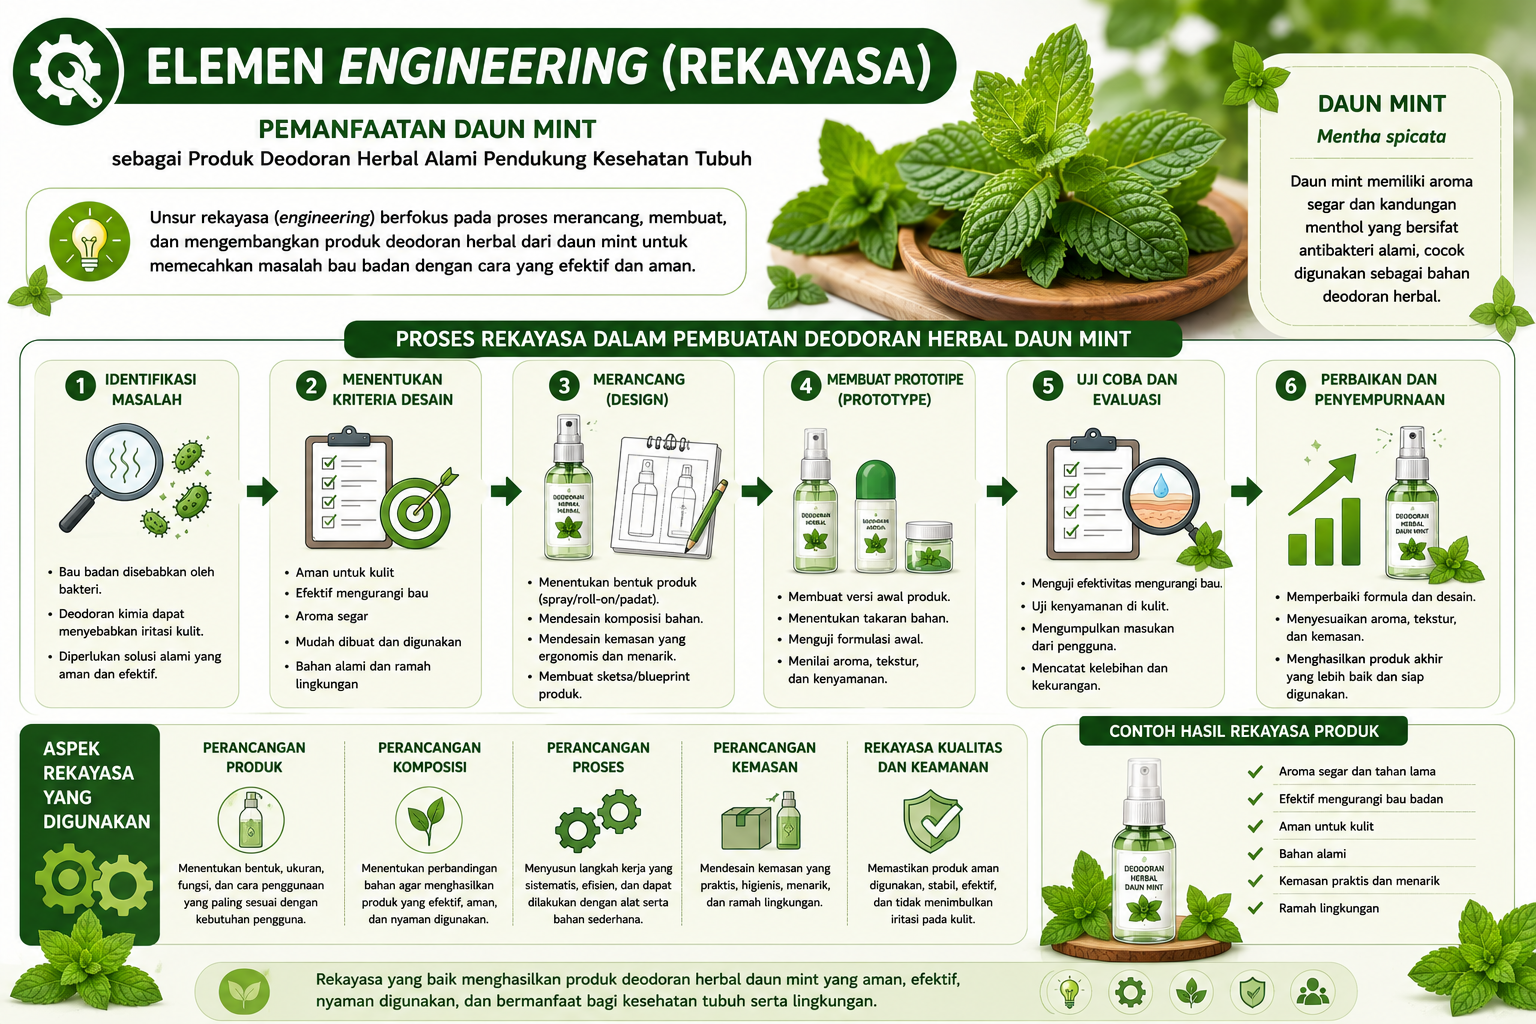 ELEMEN ENGINEERING (REKAYASA)
PEMANFAATAN DAUN MINT
sebagai Produk Deodoran Herbal Alami Pendukung Kesehatan Tubuh
Unsur rekayasa (engineering) berfokus pada proses merancang, membuat,
dan mengembangkan produk deodoran herbal dari daun mint untuk
memecahkan masalah bau badan dengan cara yang efektif dan aman.
DAUN MINT
Mentha spicata
Daun mint memiliki aroma
segar dan kandungan
menthol yang bersifat
antibakteri alami, cocok
digunakan sebagai bahan
deodoran herbal.
PROSES REKAYASA DALAM PEMBUATAN DEODORAN HERBAL DAUN MINT
1 IDENTIFIKASI
MASALAH
• Bau badan disebabkan oleh
bakteri.
• Deodoran kimia dapat
menyebabkan iritasi kulit.
• Diperlukan solusi alami yang
aman dan efektif.
2 MENENTUKAN
KRITERIA DESAIN
• Aman untuk kulit
• Efektif mengurangi bau
• Aroma segar
• Mudah dibuat dan digunakan
• Bahan alami dan ramah
lingkungan
3 MERANCANG
(DESIGN)
DEODORAN
HERBAL
HERBAL
• Menentukan bentuk produk
(spray/roll-on/padat).
• Mendesain komposisi bahan.
• Mendesain kemasan yang
ergonomis dan menarik.
• Membuat sketsa/blueprint
produk.
4 MEMBUAT PROTOTIPE
(PROTOTYPE)
DEODORAN
HERBAL
• Membuat versi awal produk.
• Menentukan takaran bahan.
• Menguji formulasi awal.
• Menilai aroma, tekstur,
dan kenyamanan.
5 UJI COBA DAN
EVALUASI
• Menguji efektivitas mengurangi bau.
• Uji kenyamanan di kulit.
• Mengumpulkan masukan
dari pengguna.
• Mencatat kelebihan dan
kekurangan.
6 PERBAIKAN DAN
PENYEMPURNAAN
DEODORAN
HERBAL
DAUN MINT
• Memperbaiki formula dan desain.
• Menyesuaikan aroma, tekstur,
dan kemasan.
• Menghasilkan produk akhir
yang lebih baik dan siap
digunakan.
ASPEK
REKAYASA
YANG
DIGUNAKAN
PERANCANGAN
PRODUK
Menentukan bentuk, ukuran,
fungsi, dan cara penggunaan
yang paling sesuai dengan
kebutuhan pengguna.
PERANCANGAN
KOMPOSISI
Menentukan perbandingan
bahan agar menghasilkan
produk yang efektif, aman,
dan nyaman digunakan.
PERANCANGAN
PROSES
Menyusun langkah kerja yang
sistematis, efisien, dan dapat
dilakukan dengan alat serta
bahan sederhana.
PERANCANGAN
KEMASAN
Mendesain kemasan yang
praktis, higienis, menarik,
dan ramah lingkungan.
REKAYASA KUALITAS
DAN KEAMANAN
Memastikan produk aman
digunakan, stabil, efektif,
dan tidak menimbulkan
iritasi pada kulit.
CONTOH HASIL REKAYASA PRODUK
DEODORAN
HERBAL
DAUN MINT
Aroma segar dan tahan lama
Efektif mengurangi bau badan
Aman untuk kulit
Bahan alami
Kemasan praktis dan menarik
Ramah lingkungan
Rekayasa yang baik menghasilkan produk deodoran herbal daun mint yang aman, efektif,
nyaman digunakan, dan bermanfaat bagi kesehatan tubuh serta lingkungan.